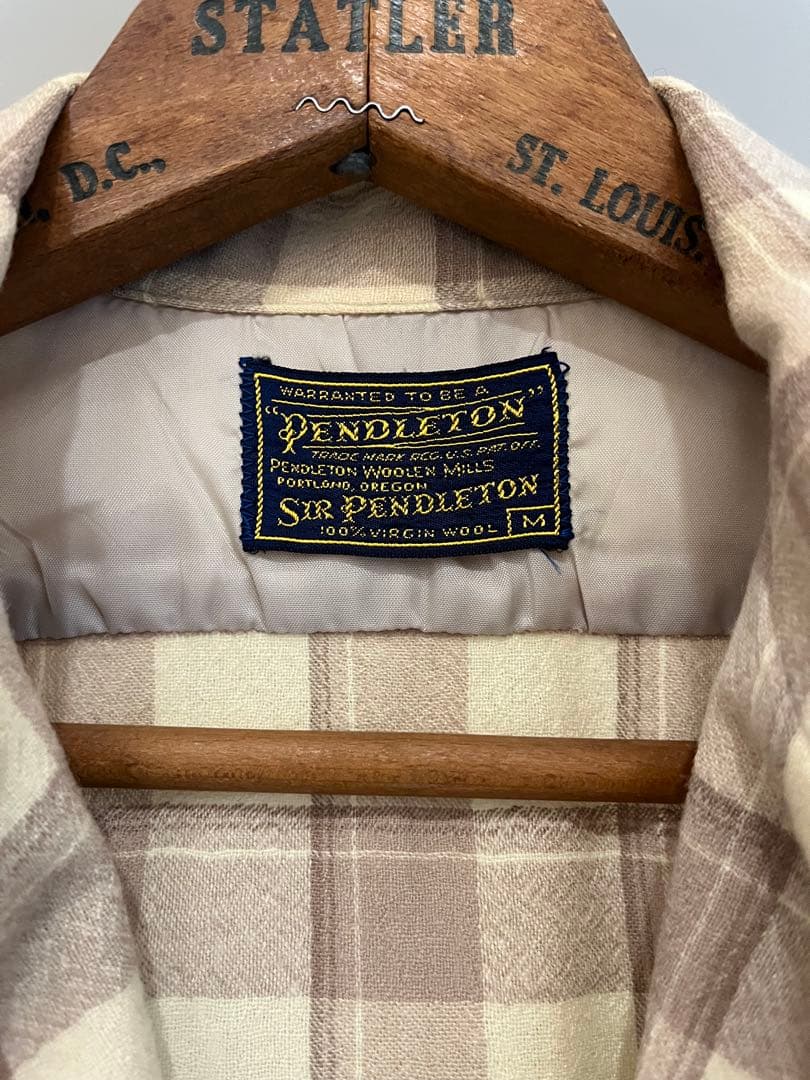 STATLER
D.C.,
ST. LOUIS,
WARRANTED TO BE A
"PENDLETON"
TRADE MARK REG. U.S. PAT. OFF.
PENDLETON WOOLEN MILLS
PORTLAND, OREGON
SIR PENDLETON
100% VIRGIN WOOL M